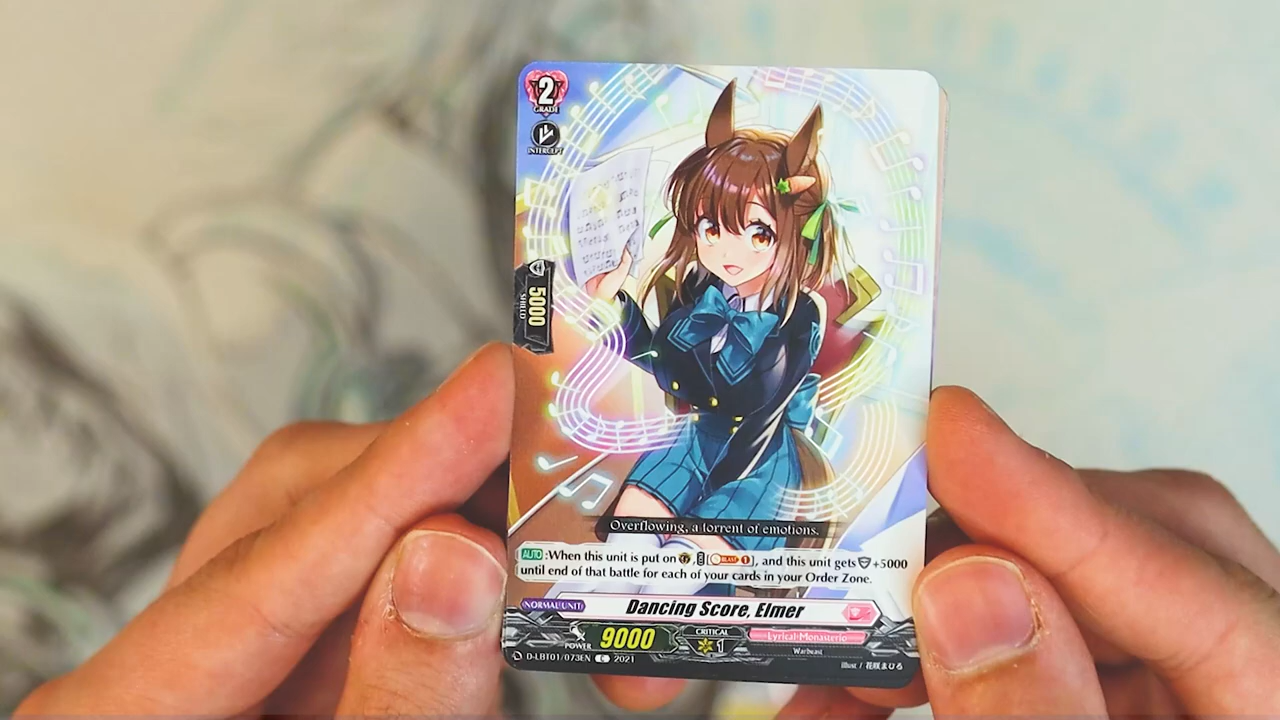 2
GRADE
INTERCEPT
5000
SHIELD
Overflowing, a torrent of emotions.
AUTO:When this unit is put on , [BLAST 1], and this unit gets +5000
until end of that battle for each of your cards in your Order Zone.
NORMAL UNIT
Dancing Score, Elmer
POWER
9000
CRITICAL
1
Lyrical Monasterio
Warbeast
D-LBT01/073EN C 2021
illust / 花咲まひろ